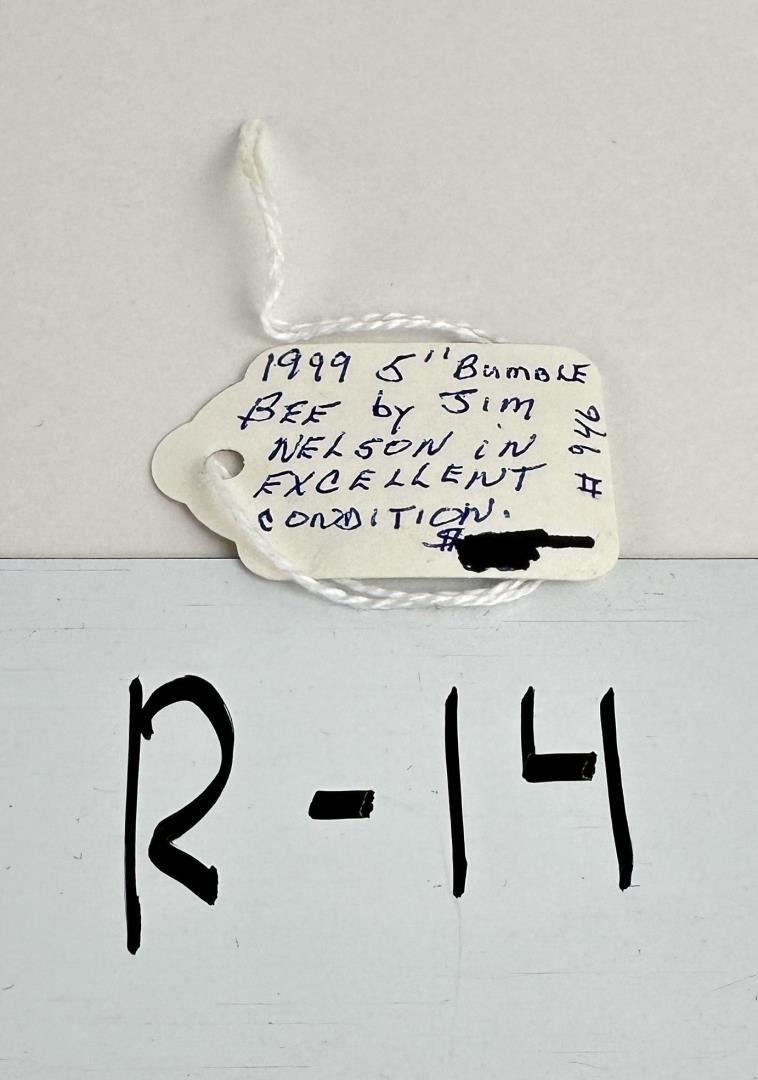 1999 5" BUMBLE
BEE by JIM
NELSON iN
EXCELLENT
CONDITION.
$
# 946
R-14